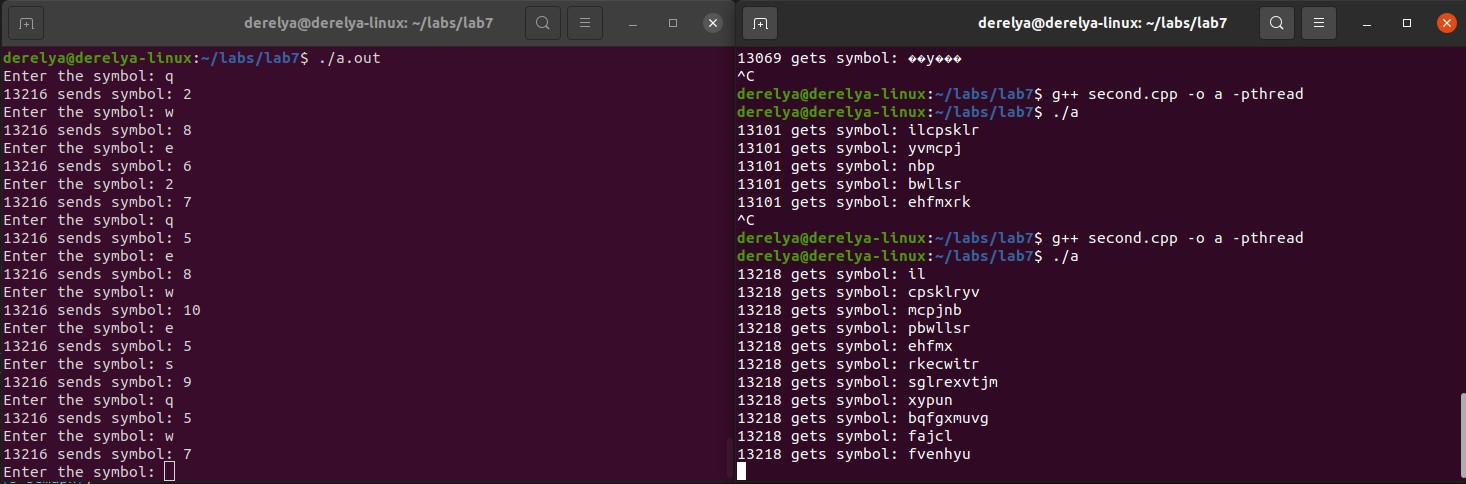 derelya@derelya-linux: ~/labs/lab7
derelya@derelya-linux:~/labs/lab7$ ./a.out
Enter the symbol: q
13216 sends symbol: 2
Enter the symbol: w
13216 sends symbol: 8
Enter the symbol: e
13216 sends symbol: 6
Enter the symbol: 2
13216 sends symbol: 7
Enter the symbol: q
13216 sends symbol: 5
Enter the symbol: e
13216 sends symbol: 8
Enter the symbol: w
13216 sends symbol: 10
Enter the symbol: e
13216 sends symbol: 5
Enter the symbol: s
13216 sends symbol: 9
Enter the symbol: q
13216 sends symbol: 5
Enter the symbol: w
13216 sends symbol: 7
Enter the symbol:
derelya@derelya-linux: ~/labs/lab7
13069 gets symbol: ��y���
^C
derelya@derelya-linux:~/labs/lab7$ g++ second.cpp -o a -pthread
derelya@derelya-linux:~/labs/lab7$ ./a
13101 gets symbol: ilcpsklr
13101 gets symbol: yvmcpj
13101 gets symbol: nbp
13101 gets symbol: bwllsr
13101 gets symbol: ehfmxrk
^C
derelya@derelya-linux:~/labs/lab7$ g++ second.cpp -o a -pthread
derelya@derelya-linux:~/labs/lab7$ ./a
13218 gets symbol: il
13218 gets symbol: cpsklryv
13218 gets symbol: mcpjnb
13218 gets symbol: pbwllsr
13218 gets symbol: ehfmx
13218 gets symbol: rkecwitr
13218 gets symbol: sglrexvtjm
13218 gets symbol: xypun
13218 gets symbol: bqfgxmuvg
13218 gets symbol: fajcl
13218 gets symbol: fvenhyu